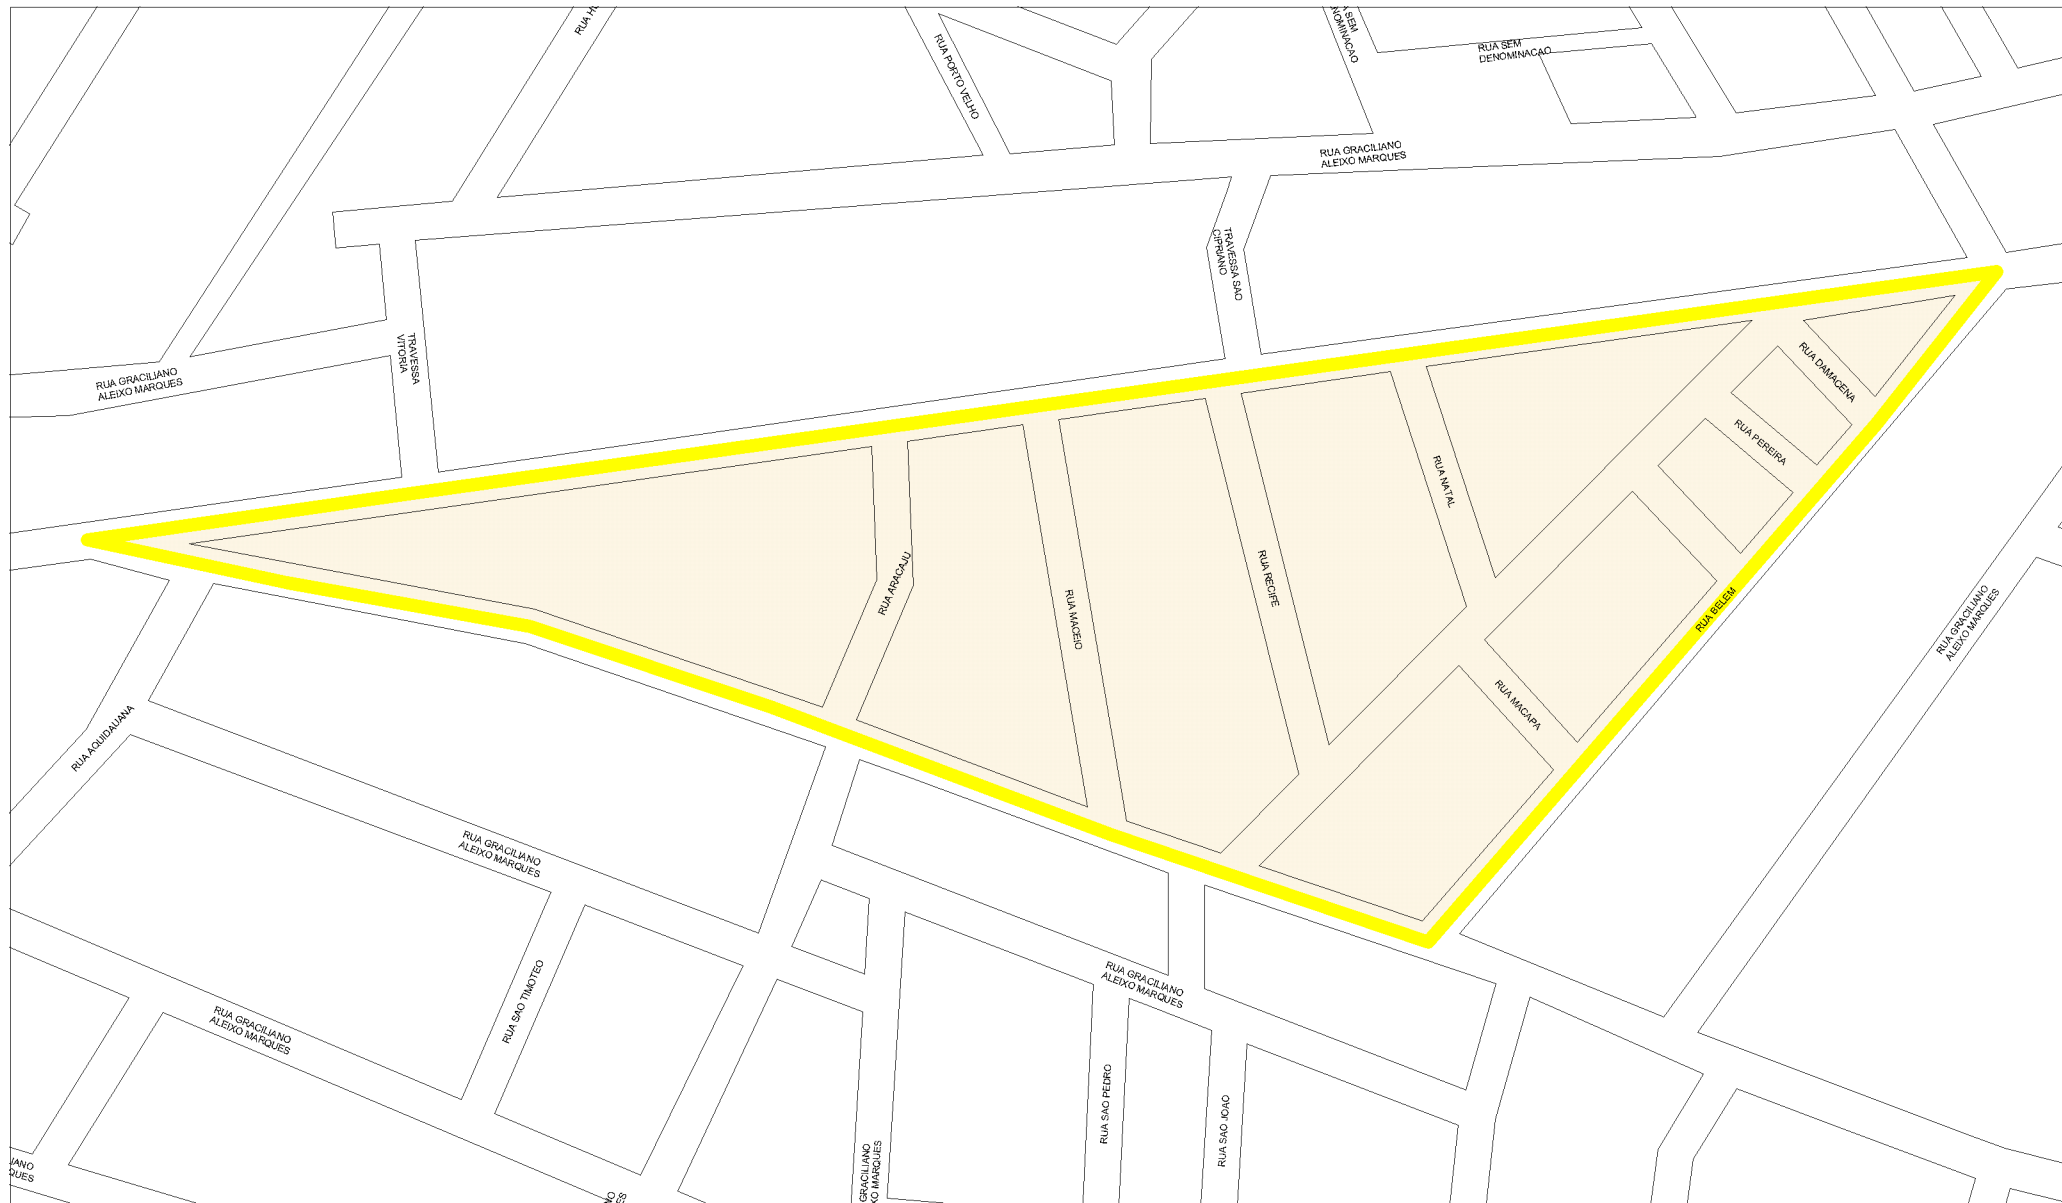 RUA PORTO VELHO
RUA SEM
DENOMINACAO
RUA GRACILIANO
ALEIXO MARQUES
TRAVESSA SAO
CIPRIANO
TRAVESSA
VITORIA
RUA GRACILIANO
ALEIXO MARQUES
RUA DAMACENA
RUA PEREIRA
RUA NATAL
RUA ARACAJU
RUA MACEIO
RUA RECIFE
RUA BELEM
RUA GRACILIANO
ALEIXO MARQUES
RUA MACAPA
RUA AQUIDAUANA
RUA GRACILIANO
ALEIXO MARQUES
RUA GRACILIANO
ALEIXO MARQUES
RUA SAO TIMOTEO
RUA GRACILIANO
ALEIXO MARQUES
RUA SAO PEDRO
RUA SAO JOAO
GRACILIANO
MARQUES